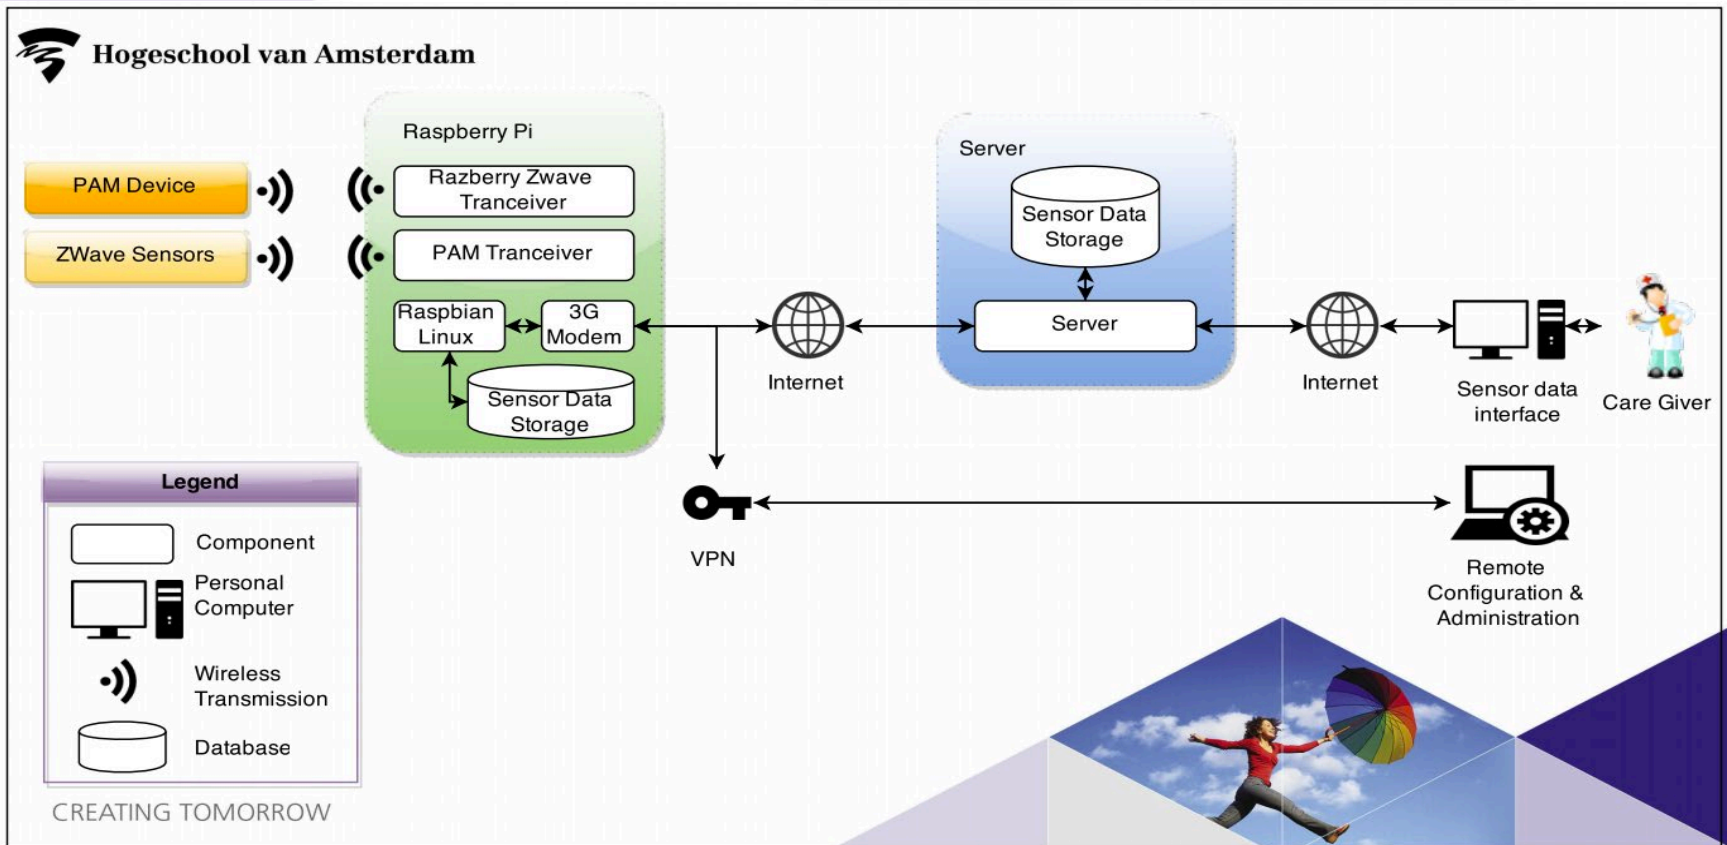 Hogeschool van Amsterdam
Raspberry Pi
PAM Device
Razberry Zwave
Tranceiver
ZWave Sensors
PAM Tranceiver
Raspbian
Linux
3G
Modem
Sensor Data
Storage
Internet
Server
Sensor Data
Storage
Server
Internet
Sensor data
interface
Care Giver
VPN
Remote
Configuration &
Administration
Legend
Component
Personal
Computer
Wireless
Transmission
Database
CREATING TOMORROW